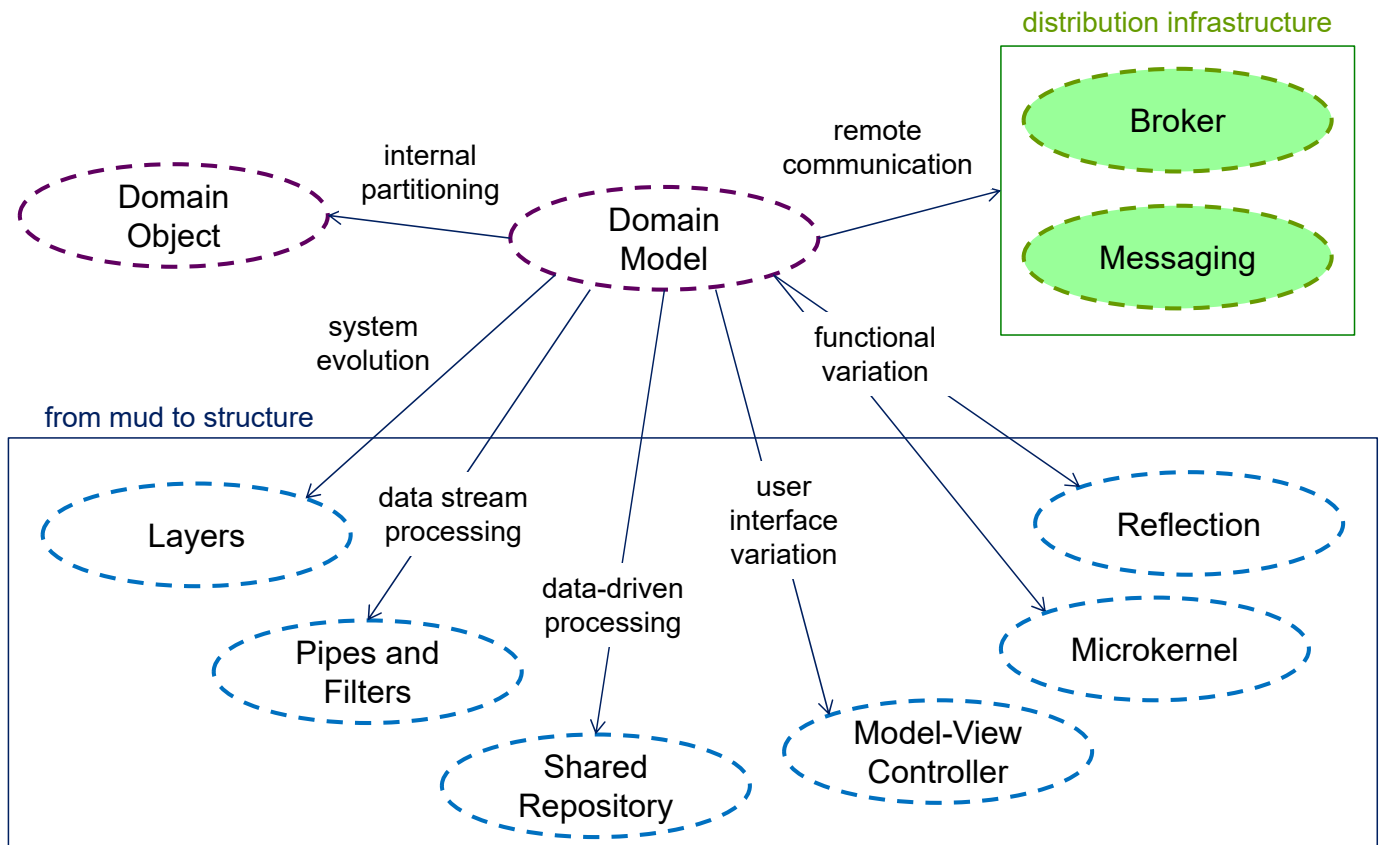 distribution infrastructure
Broker
Messaging
remote
communication
internal
partitioning
Domain
Object
Domain
Model
system
evolution
functional
variation
from mud to structure
Layers
data stream
processing
Pipes and
Filters
data-driven
processing
Shared
Repository
user
interface
variation
Model-View
Controller
Reflection
Microkernel